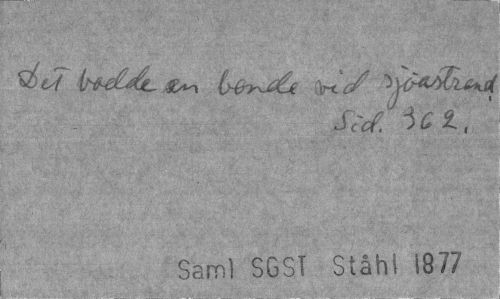 Det bodde en bonde vid sjöastrand.
Sid. 362.
Saml SGST Ståhl 1877